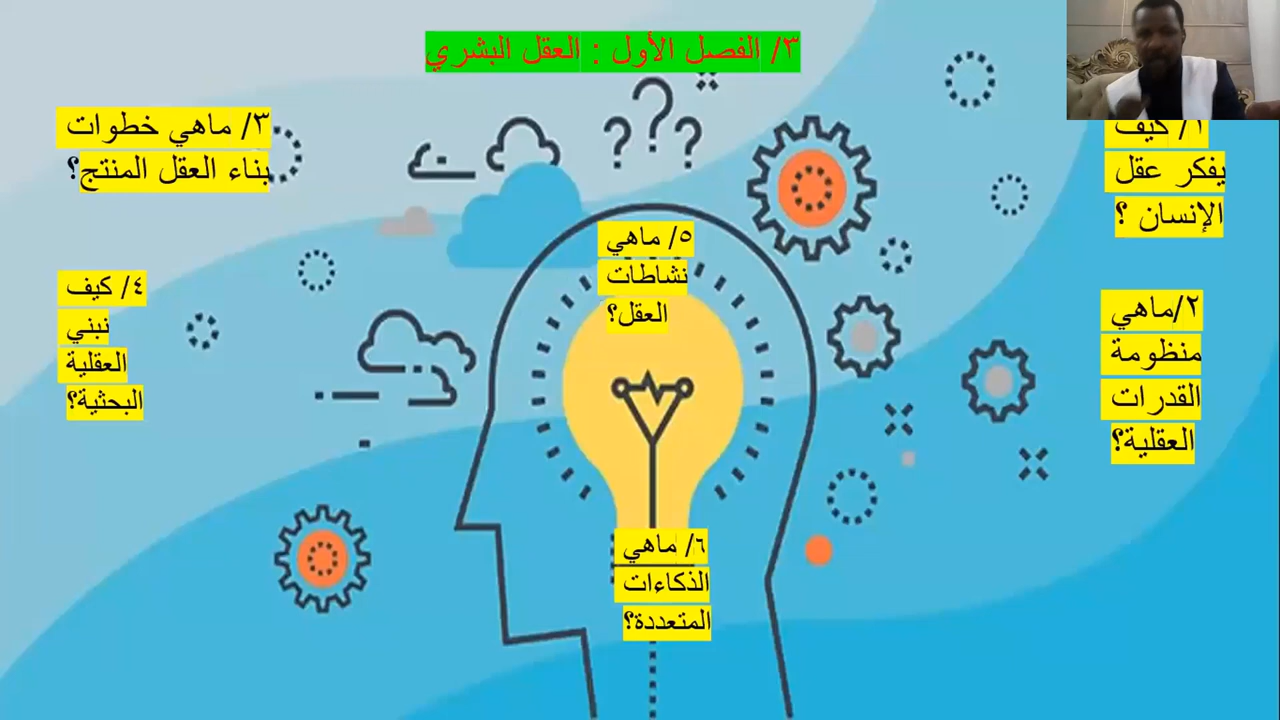 ٣/ الفصل الأول : العقل البشري
١/ كيف
يفكر عقل
الإنسان ؟
٢/ماهي
منظومة
القدرات
العقلية؟
٣/ ماهي خطوات
بناء العقل المنتج؟
٤/ كيف
نبني
العقلية
البحثية؟
٥/ ماهي
نشاطات
العقل؟
٦/ ماهي
الذكاءات
المتعددة؟